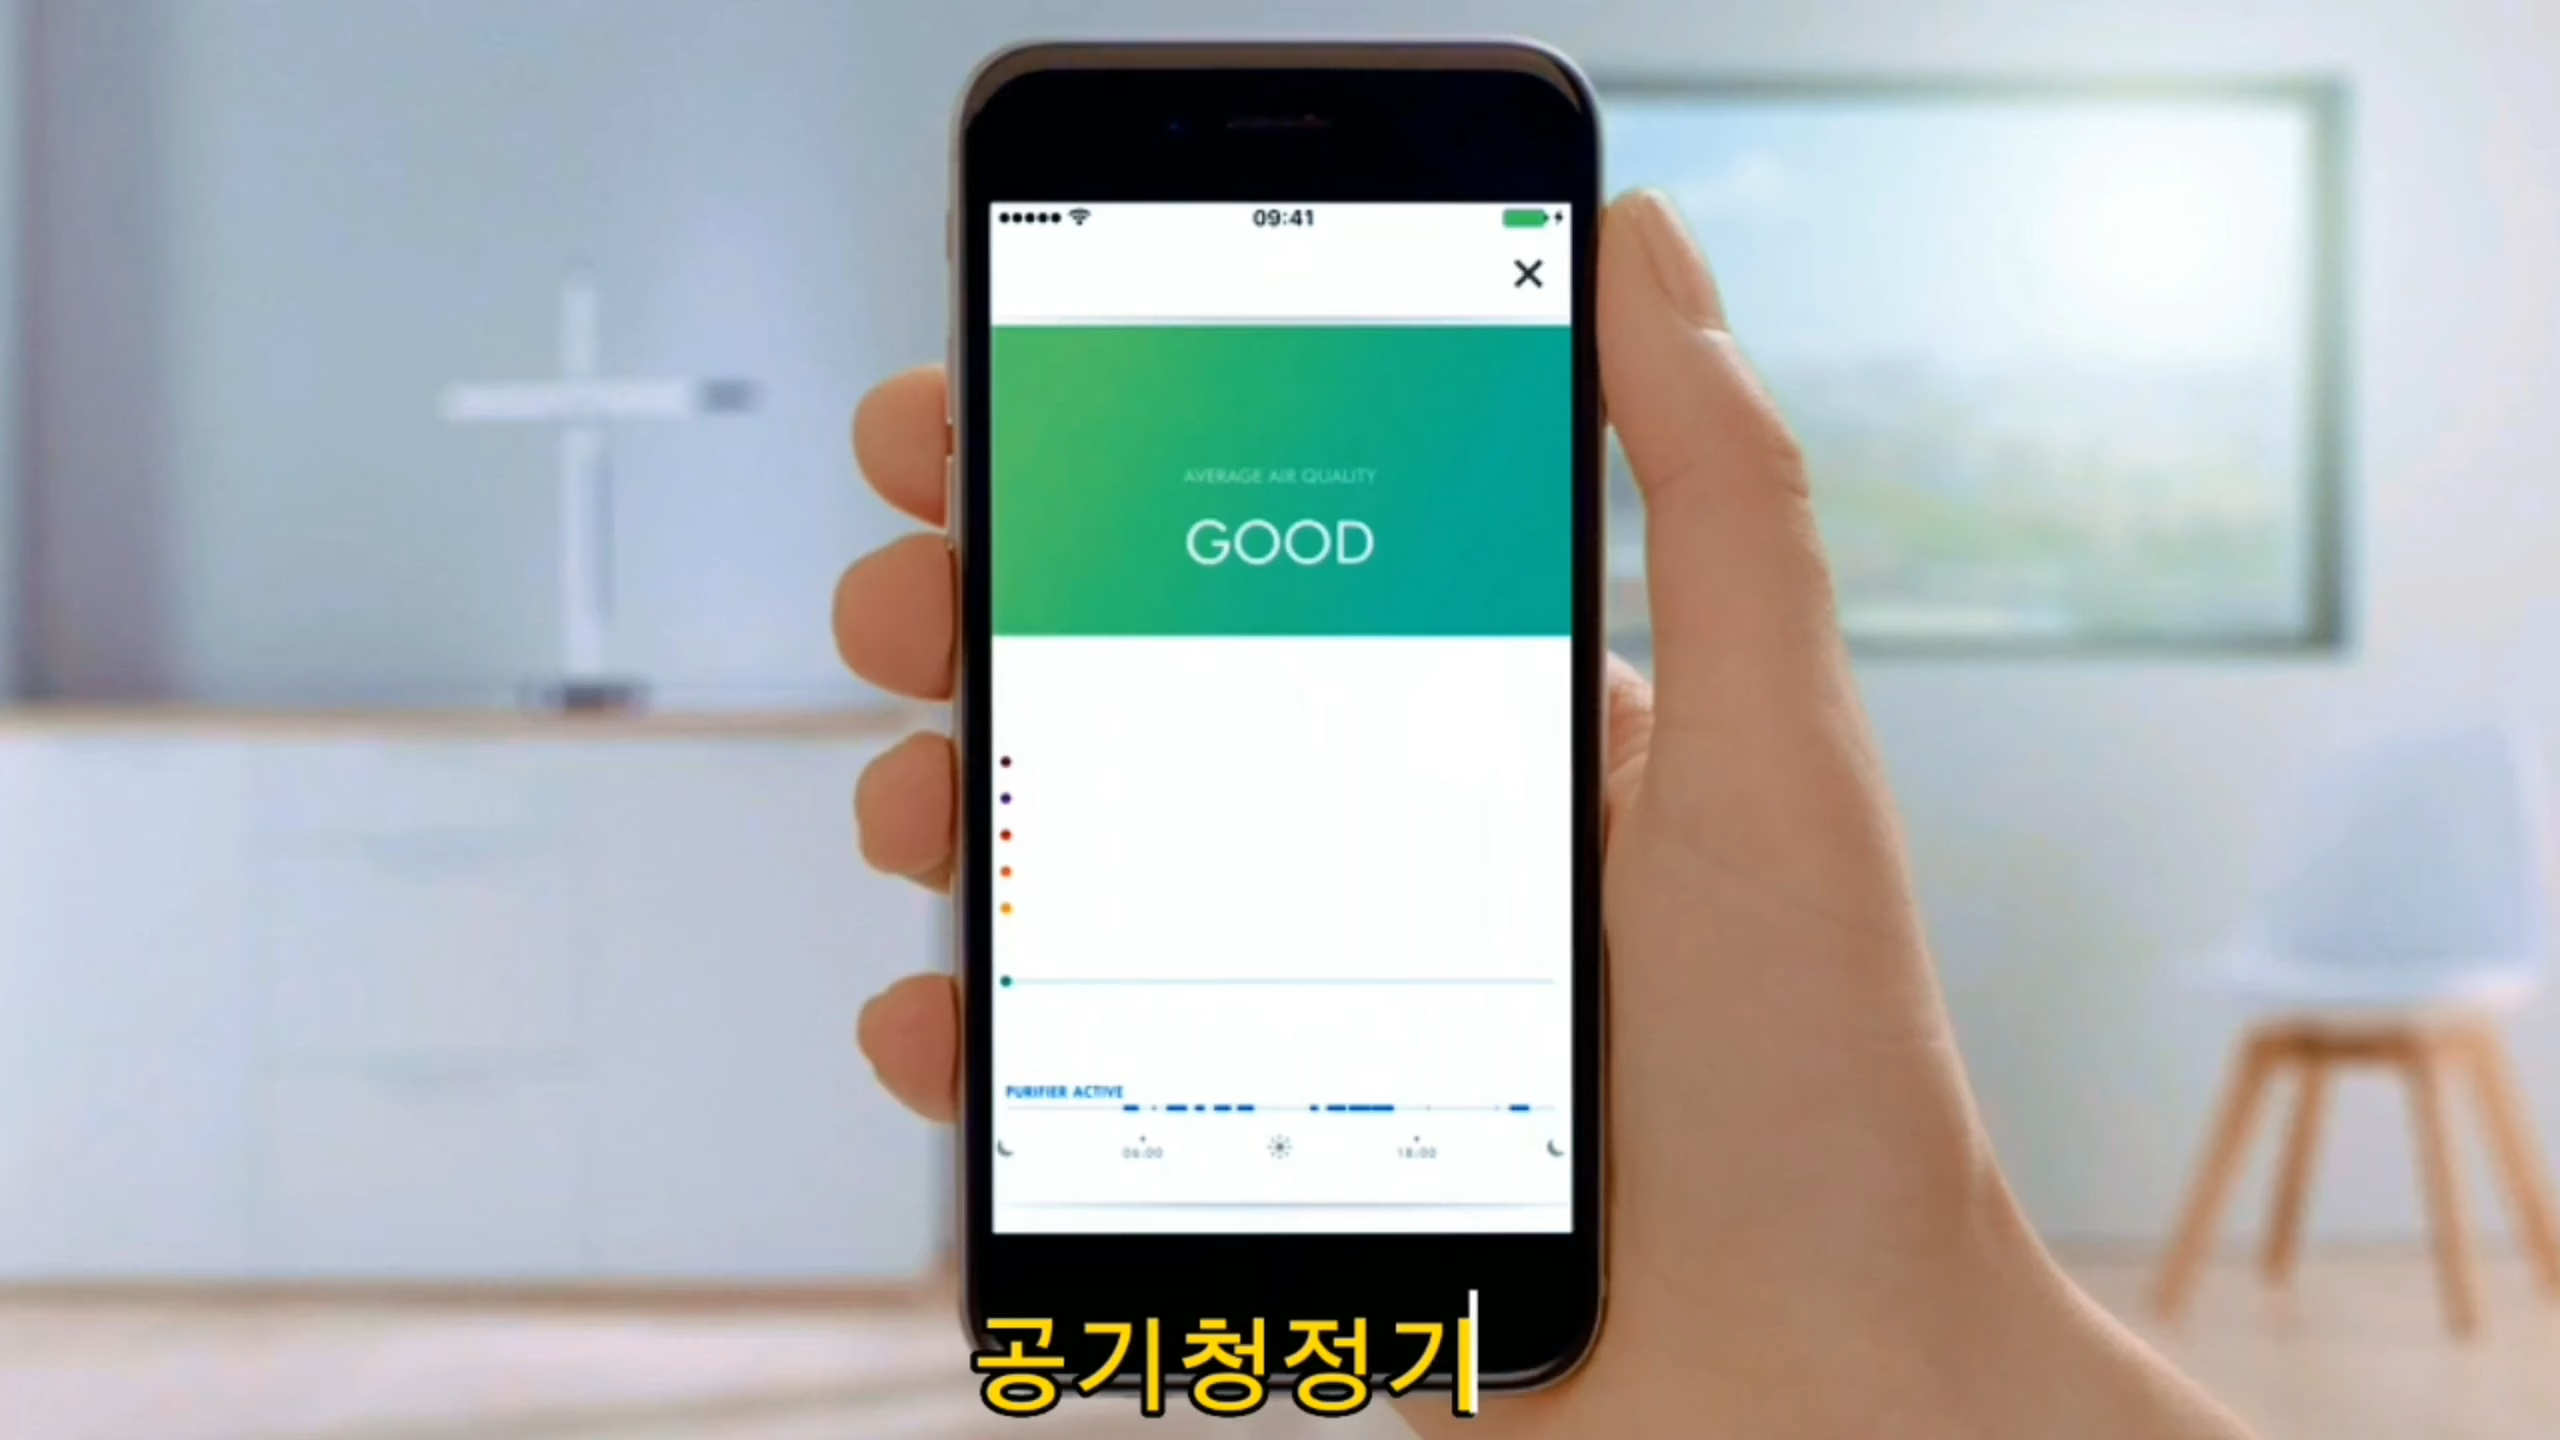 09:41
AVERAGE AIR QUALITY
GOOD
PURIFIER ACTIVE
06:00
18:00
공기청정기